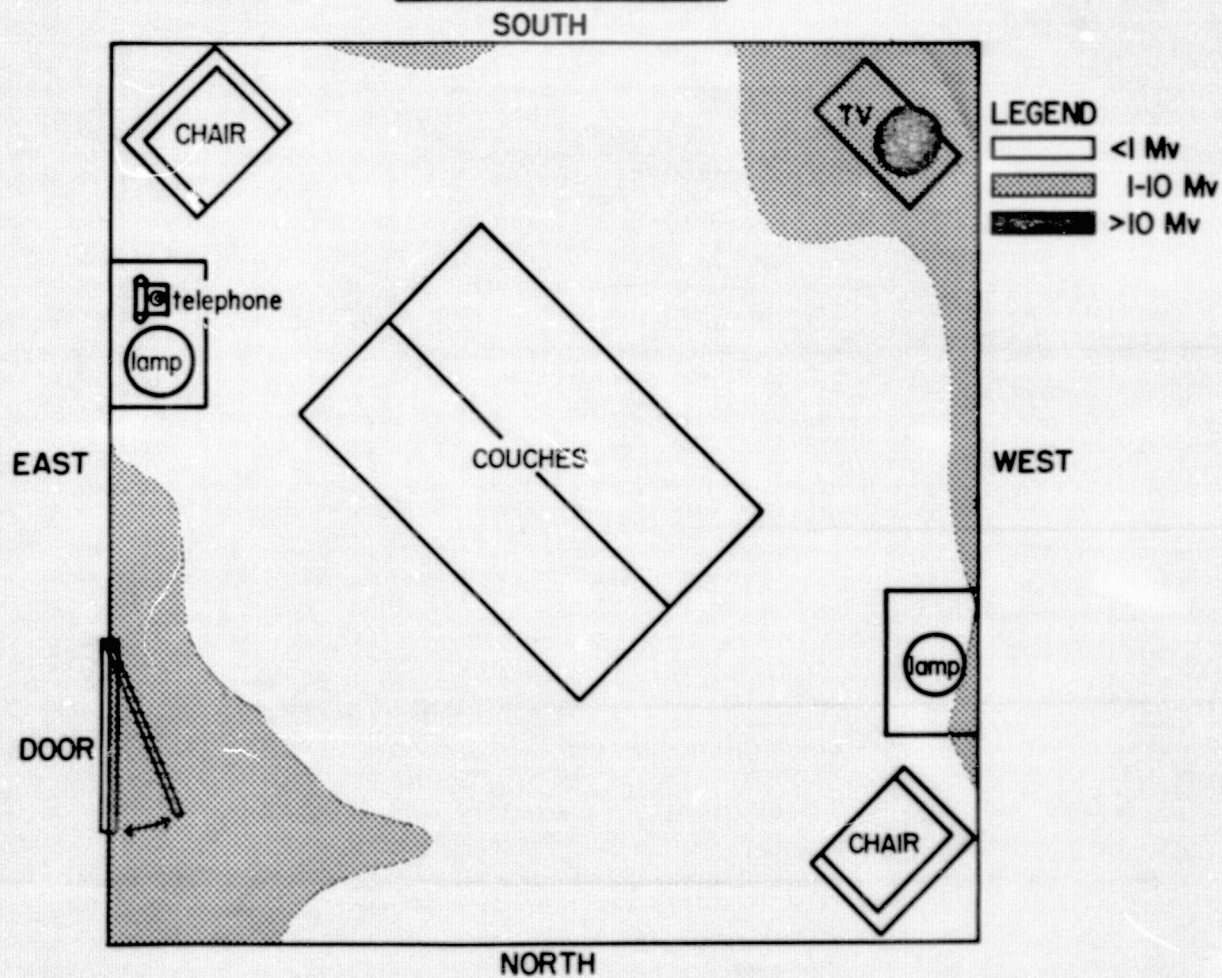 SOUTH
CHAIR
TV
LEGEND
<1 Mv
1-10 Mv
>10 Mv
telephone
lamp
EAST
COUCHES
WEST
lamp
DOOR
CHAIR
NORTH